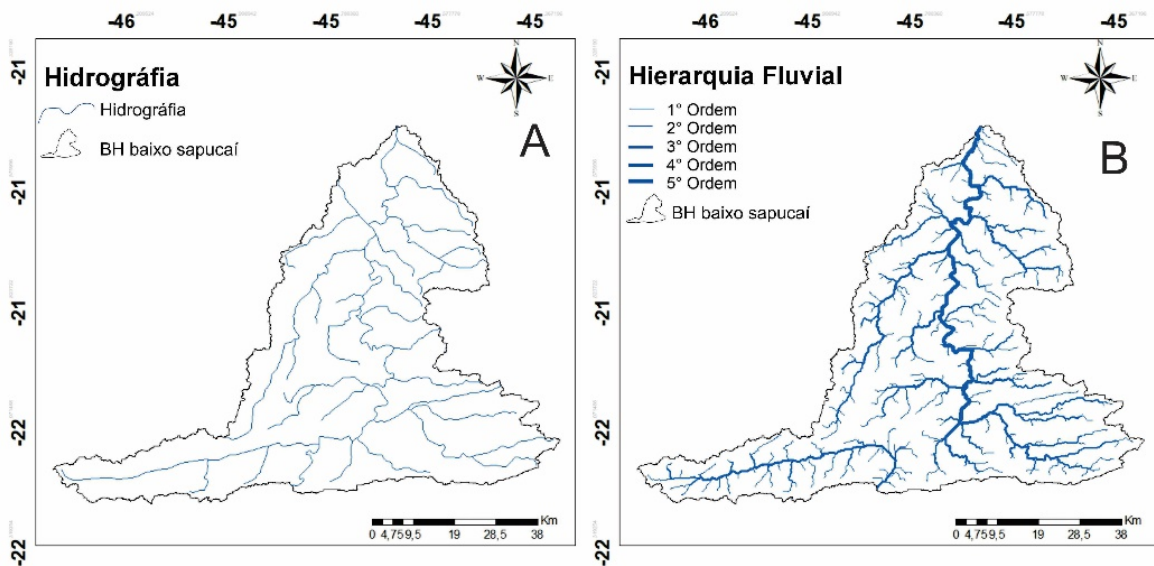 -46 -45 -45 -45
-21
-21
-21
-22
-22
Hidrográfia
Hidrográfia
BH baixo sapucaí
A
N
W E
S
Km
0 4,75 9,5 19 28,5 38
-46 -45 -45 -45
-21
-21
-21
-22
-22
Hierarquia Fluvial
1° Ordem
2° Ordem
3° Ordem
4° Ordem
5° Ordem
BH baixo sapucaí
B
N
W E
S
Km
0 4,75 9,5 19 28,5 38